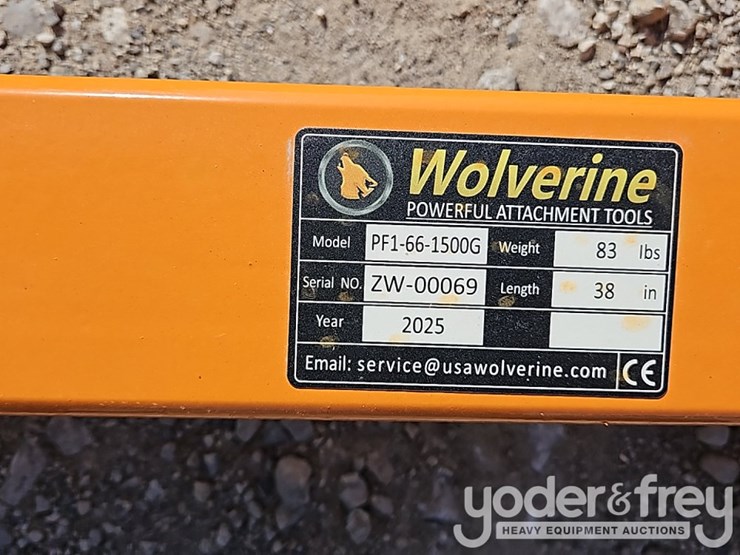 Wolverine
POWERFUL ATTACHMENT TOOLS
Model PF1-66-1500G Weight 83 lbs
Serial NO. ZW-00069 Length 38 in
Year 2025
Email: service@usawolverine.com CE
yoder&frey
HEAVY EQUIPMENT AUCTIONS